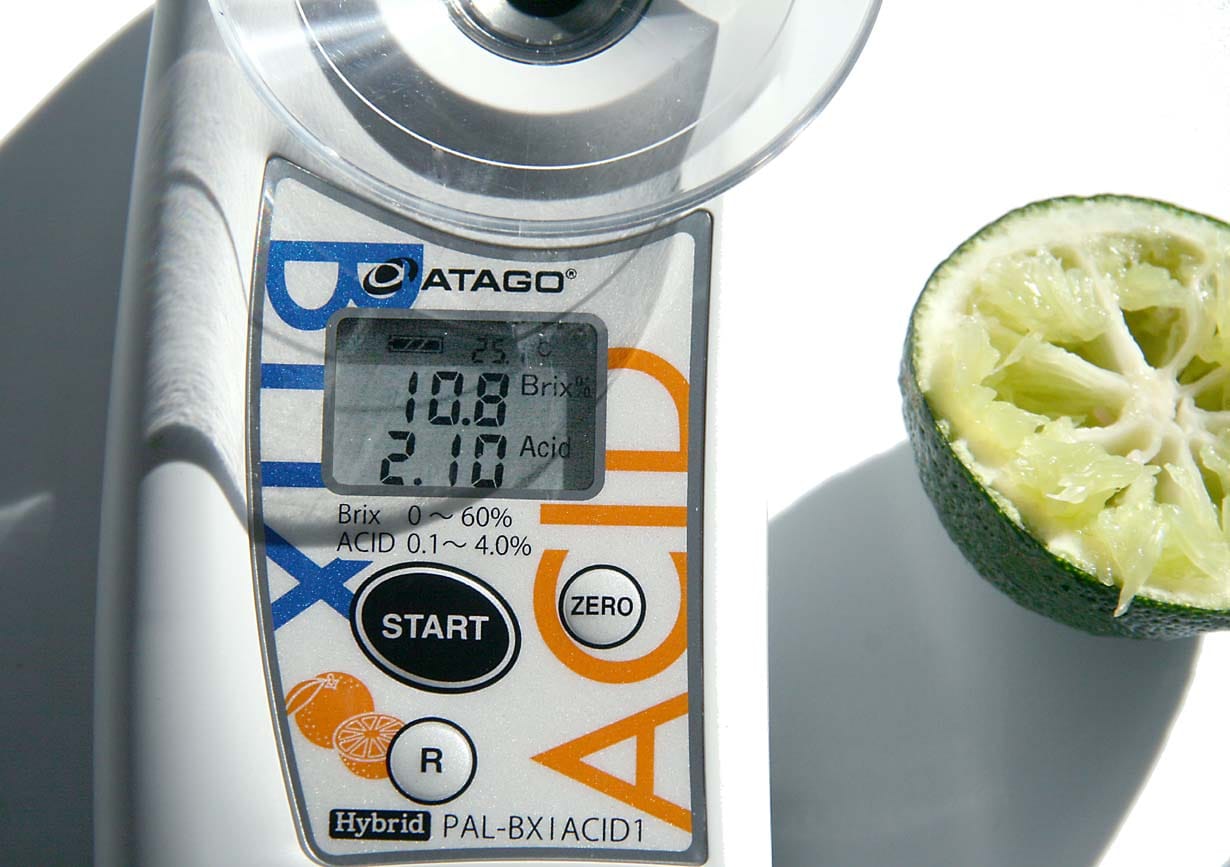 BRIX
ATAGO®
25. °C
10.8 Brix%
2.10 Acid
Brix 0 ~ 60%
ACID 0.1 ~ 4.0%
ACID
START
ZERO
R
Hybrid PAL-BX|ACID1